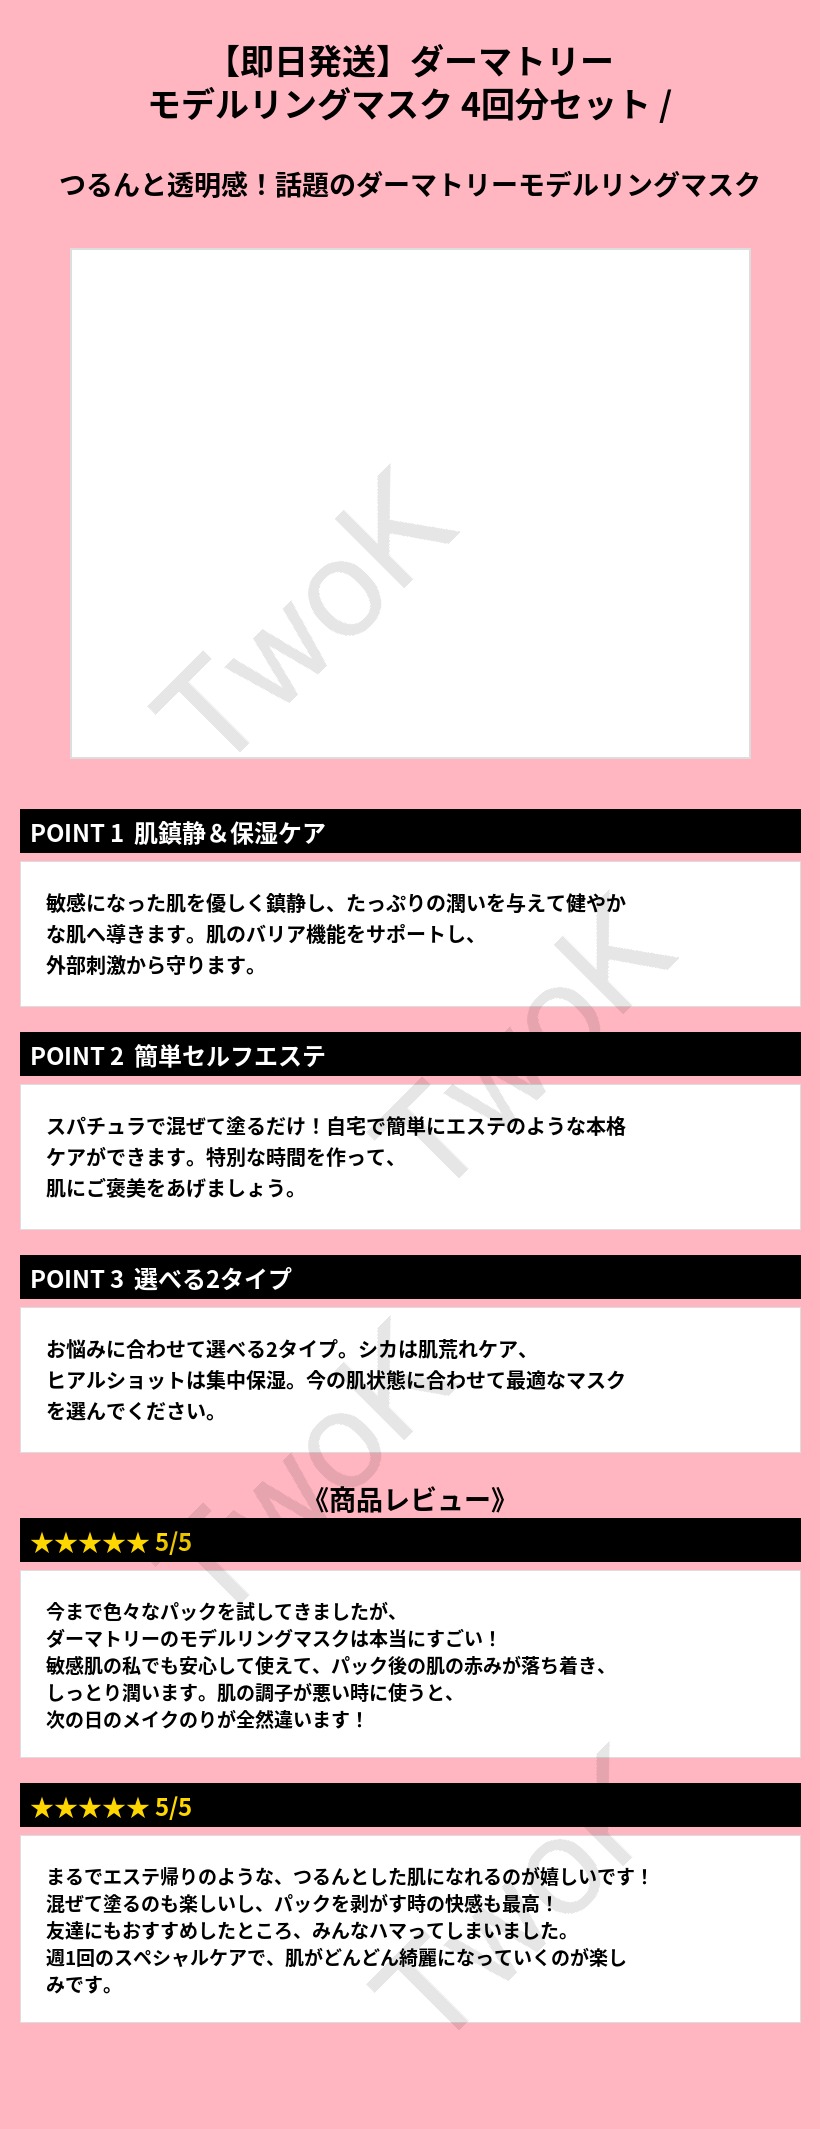 【即日発送】ダーマトリー
モデルリングマスク 4回分セット /
つるんと透明感！話題のダーマトリーモデルリングマスク
TwoK
POINT 1 肌鎮静＆保湿ケア
敏感になった肌を優しく鎮静し、たっぷりの潤いを与えて健やか
な肌へ導きます。肌のバリア機能をサポートし、
外部刺激から守ります。
TwoK
POINT 2 簡単セルフエステ
スパチュラで混ぜて塗るだけ！自宅で簡単にエステのような本格
ケアができます。特別な時間を作って、
肌にご褒美をあげましょう。
POINT 3 選べる2タイプ
お悩みに合わせて選べる2タイプ。シカは肌荒れケア、
ヒアルショットは集中保湿。今の肌状態に合わせて最適なマスク
を選んでください。
TwoK
《商品レビュー》
★★★★★ 5/5
今まで色々なパックを試してきましたが、
ダーマトリーのモデルリングマスクは本当にすごい！
敏感肌の私でも安心して使えて、パック後の肌の赤みが落ち着き、
しっとり潤います。肌の調子が悪い時に使うと、
次の日のメイクのりが全然違います！
★★★★★ 5/5
まるでエステ帰りのような、つるんとした肌になれるのが嬉しいです！
混ぜて塗るのも楽しいし、パックを剥がす時の快感も最高！
友達にもおすすめしたところ、みんなハマってしまいました。
週1回のスペシャルケアで、肌がどんどん綺麗になっていくのが楽し
みです。
TwoK